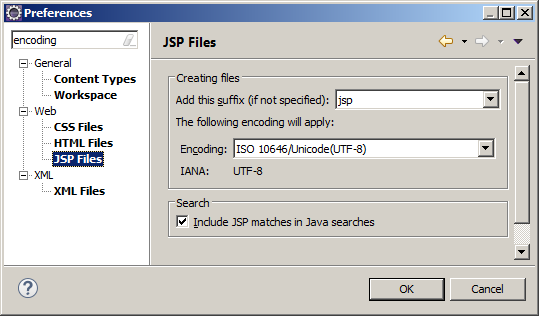 Preferences
encoding
General
Content Types
Workspace
Web
CSS Files
HTML Files
JSP Files
XML
XML Files
JSP Files
Creating files
Add this suffix (if not specified): jsp
The following encoding will apply:
Encoding: ISO 10646/Unicode(UTF-8)
IANA: UTF-8
Search
Include JSP matches in Java searches
? OK Cancel